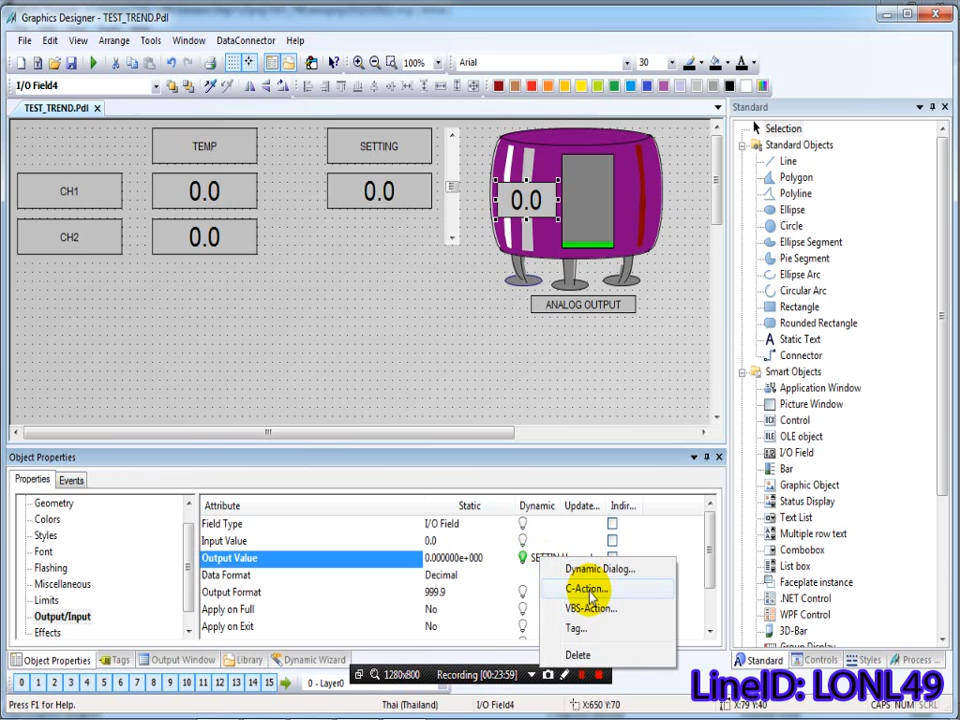 Graphics Designer - TEST_TREND.Pdl
File Edit View Arrange Tools Window DataConnector Help
100% Arial 30
I/O Field4
TEST_TREND.Pdl
TEMP SETTING
CH1 0.0 0.0 0.0
CH2 0.0
ANALOG OUTPUT
Standard
Selection
Standard Objects
Line
Polygon
Polyline
Ellipse
Circle
Ellipse Segment
Pie Segment
Ellipse Arc
Circular Arc
Rectangle
Rounded Rectangle
Static Text
Connector
Smart Objects
Application Window
Picture Window
Control
OLE object
I/O Field
Bar
Graphic Object
Status Display
Text List
Multiple row text
Combobox
List box
Faceplate instance
.NET Control
WPF Control
3D-Bar
Standard Controls Styles Process ...
Object Properties
Properties Events
Geometry
Colors
Styles
Font
Flashing
Miscellaneous
Limits
Output/Input
Effects
Attribute Static Dynamic Update... Indir...
Field Type I/O Field
Input Value 0.0
Output Value 0.000000e+000
Data Format Decimal
Output Format 999.9
Apply on Full No
Apply on Exit No
Dynamic Dialog...
C-Action...
VBS-Action...
Tag...
Delete
Object Properties Tags Output Window Library Dynamic Wizard
1280x800 Recording [00:23:59]
0 1 2 3 4 5 6 7 8 9 10 11 12 13 14 15 0 - Layer0
LineID: LONL49
Press F1 for Help. Thai (Thailand) I/O Field4 X:650 Y:70 X:79 Y:40 CAPS NUM SCRL